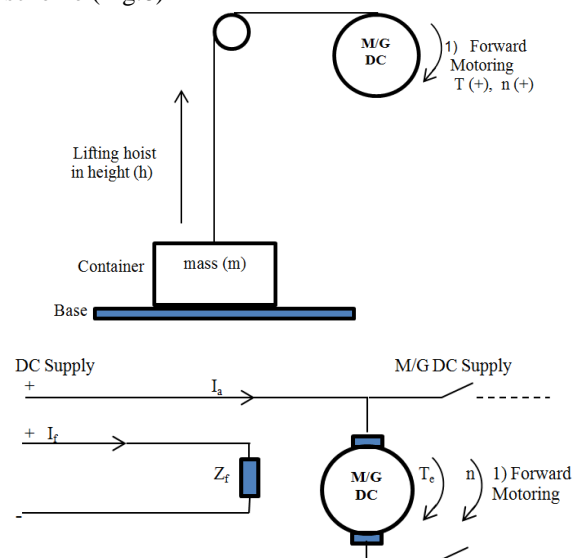 M/G
DC
1) Forward
Motoring
T (+), n (+)
Lifting hoist
in height (h)
Container
mass (m)
Base
DC Supply
M/G DC Supply
+
Ia
+ If
Zf
M/G
DC
Te
n
1) Forward
Motoring
-